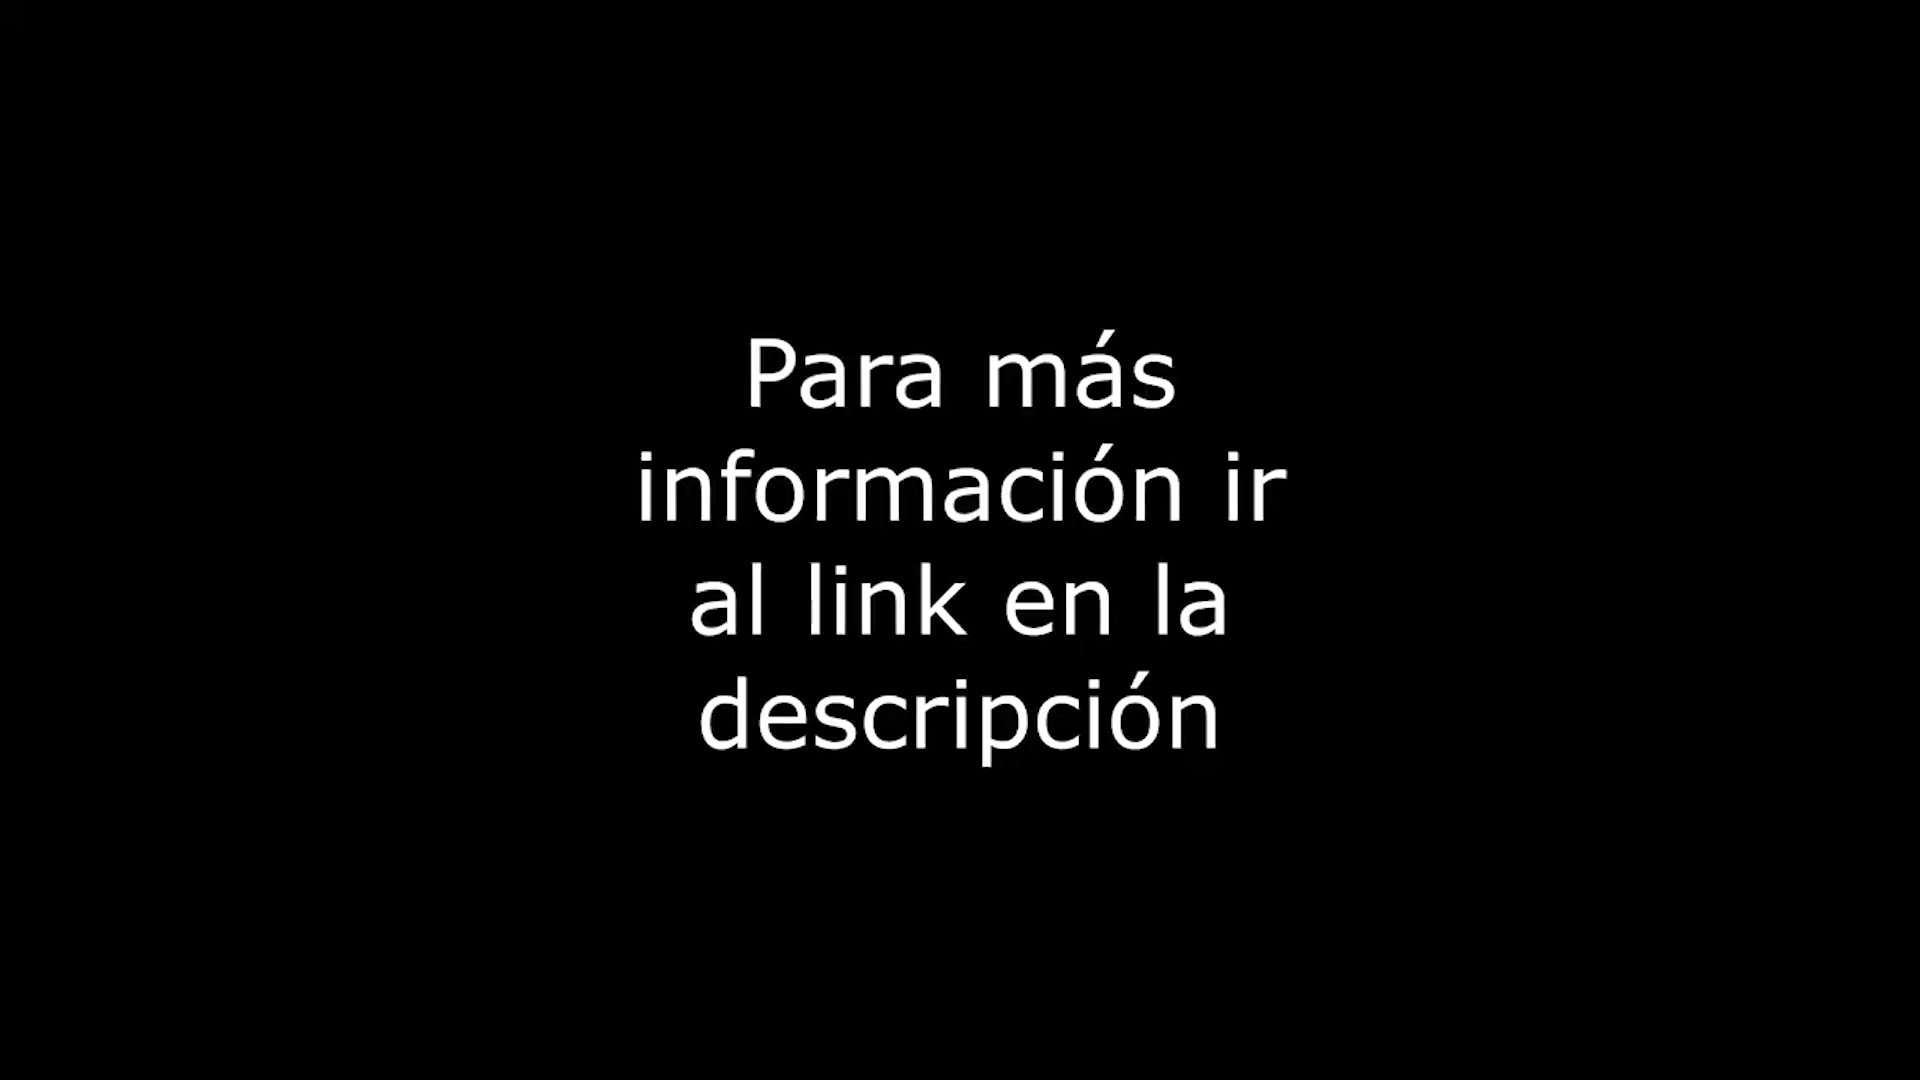 Para más
información ir
al link en la
descripción